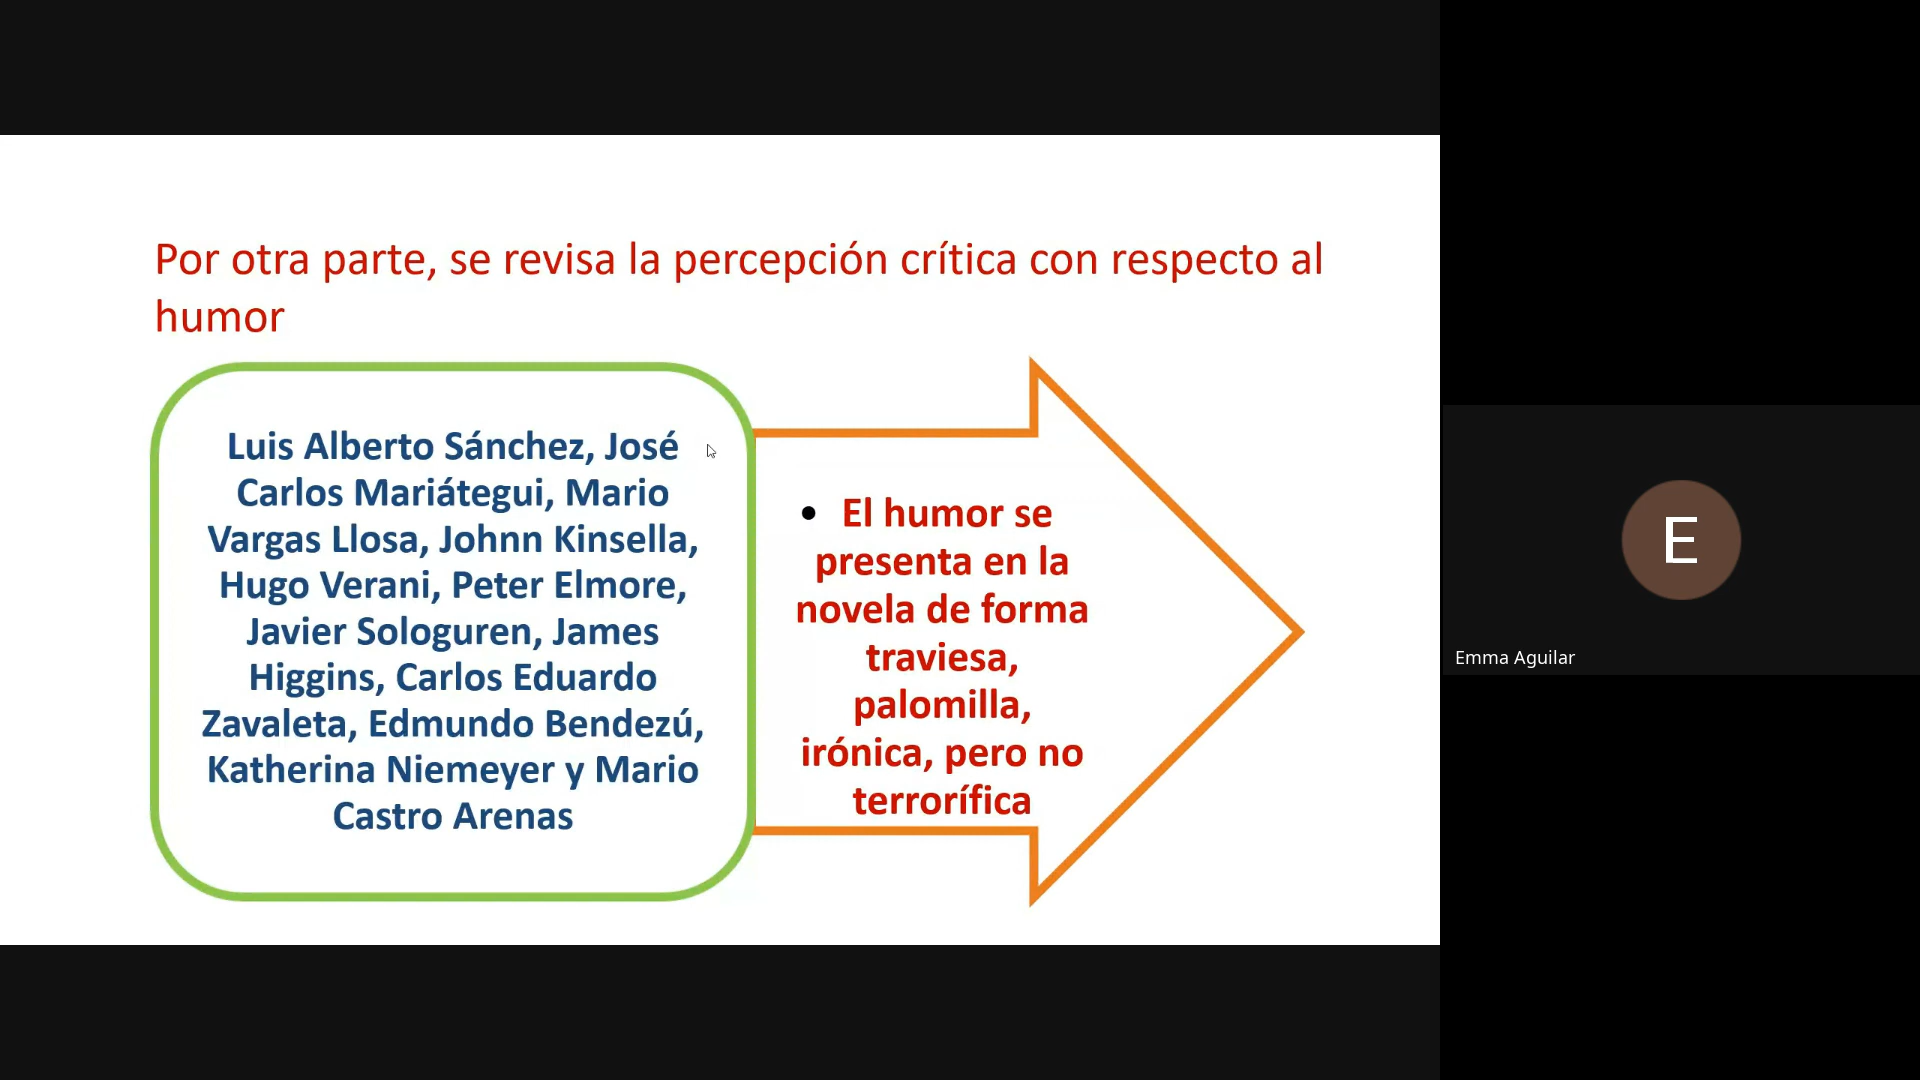 Por otra parte, se revisa la percepción crítica con respecto al
humor
Luis Alberto Sánchez, José
Carlos Mariátegui, Mario
Vargas Llosa, Johnn Kinsella,
Hugo Verani, Peter Elmore,
Javier Sologuren, James
Higgins, Carlos Eduardo
Zavaleta, Edmundo Bendezú,
Katherina Niemeyer y Mario
Castro Arenas
• El humor se
presenta en la
novela de forma
traviesa,
palomilla,
irónica, pero no
terrorífica
E
Emma Aguilar